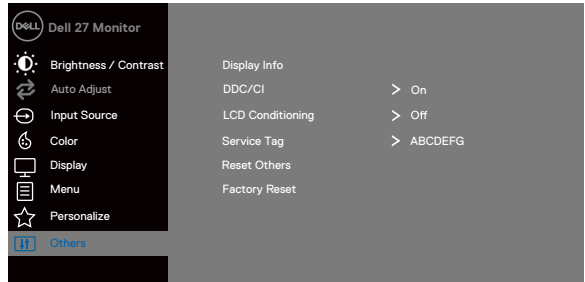 DELL Dell 27 Monitor
Brightness / Contrast
Auto Adjust
Input Source
Color
Display
Menu
Personalize
Others
Display Info
DDC/CI > On
LCD Conditioning > Off
Service Tag > ABCDEFG
Reset Others
Factory Reset